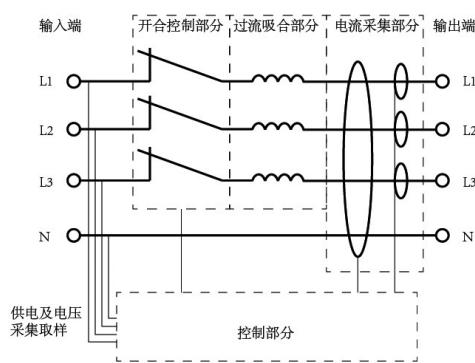 输入端 开合控制部分 过流吸合部分 电流采集部分 输出端
L1 L1
L2 L2
L3 L3
N N
供电及电压
采集取样
控制部分